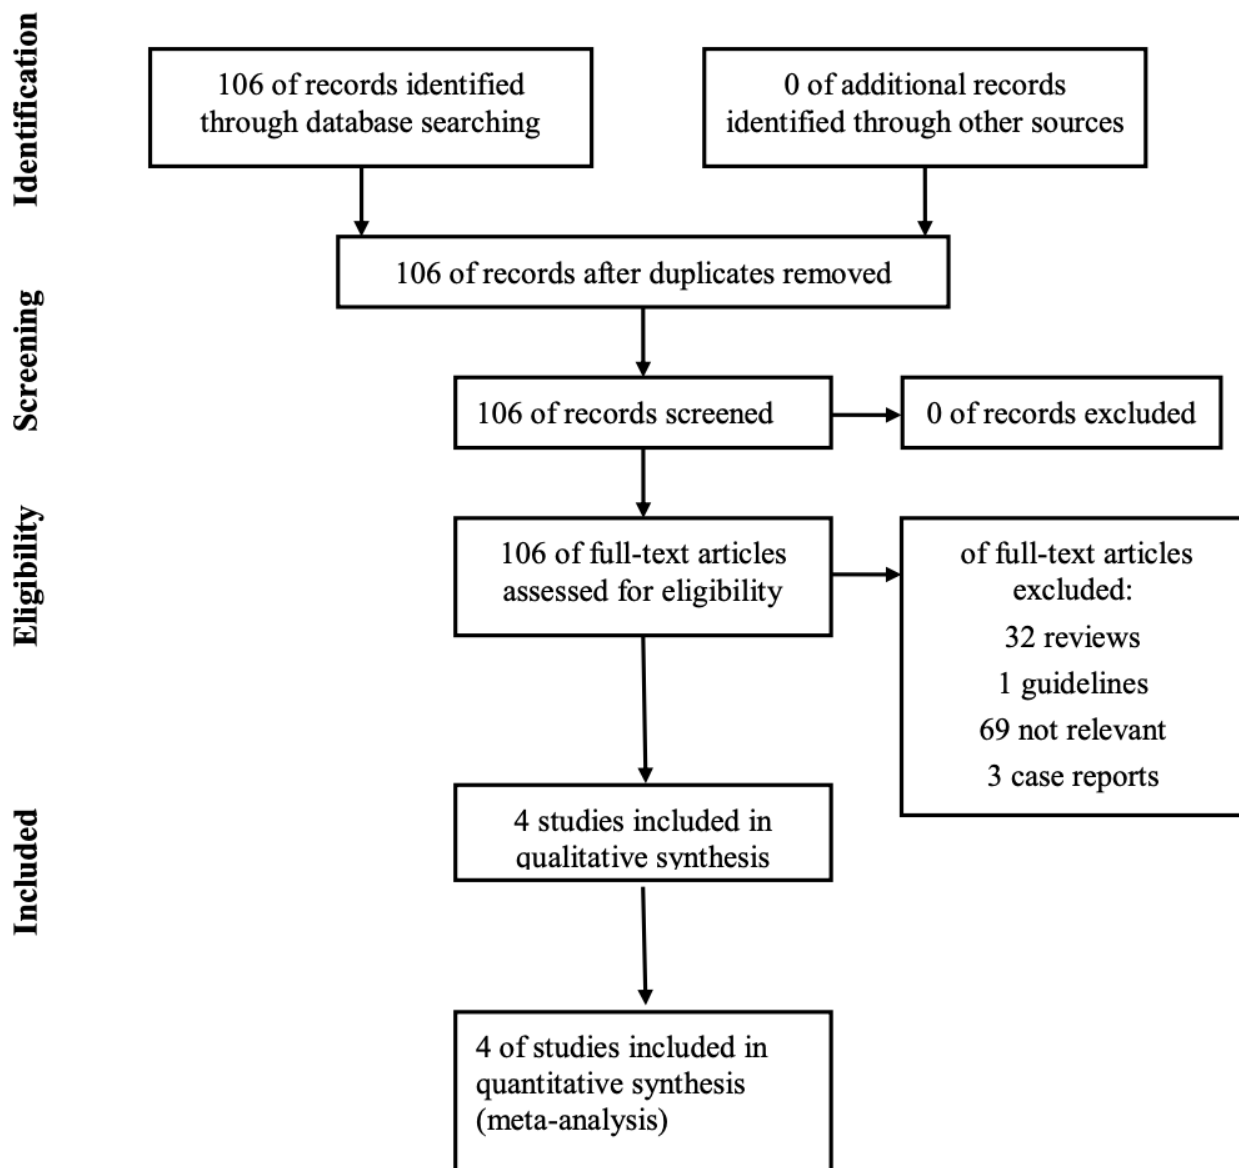 Identification
106 of records identified
through database searching
0 of additional records
identified through other sources
106 of records after duplicates removed
Screening
106 of records screened
0 of records excluded
Eligibility
106 of full-text articles
assessed for eligibility
of full-text articles
excluded:
32 reviews
1 guidelines
69 not relevant
3 case reports
Included
4 studies included in
qualitative synthesis
4 of studies included in
quantitative synthesis
(meta-analysis)